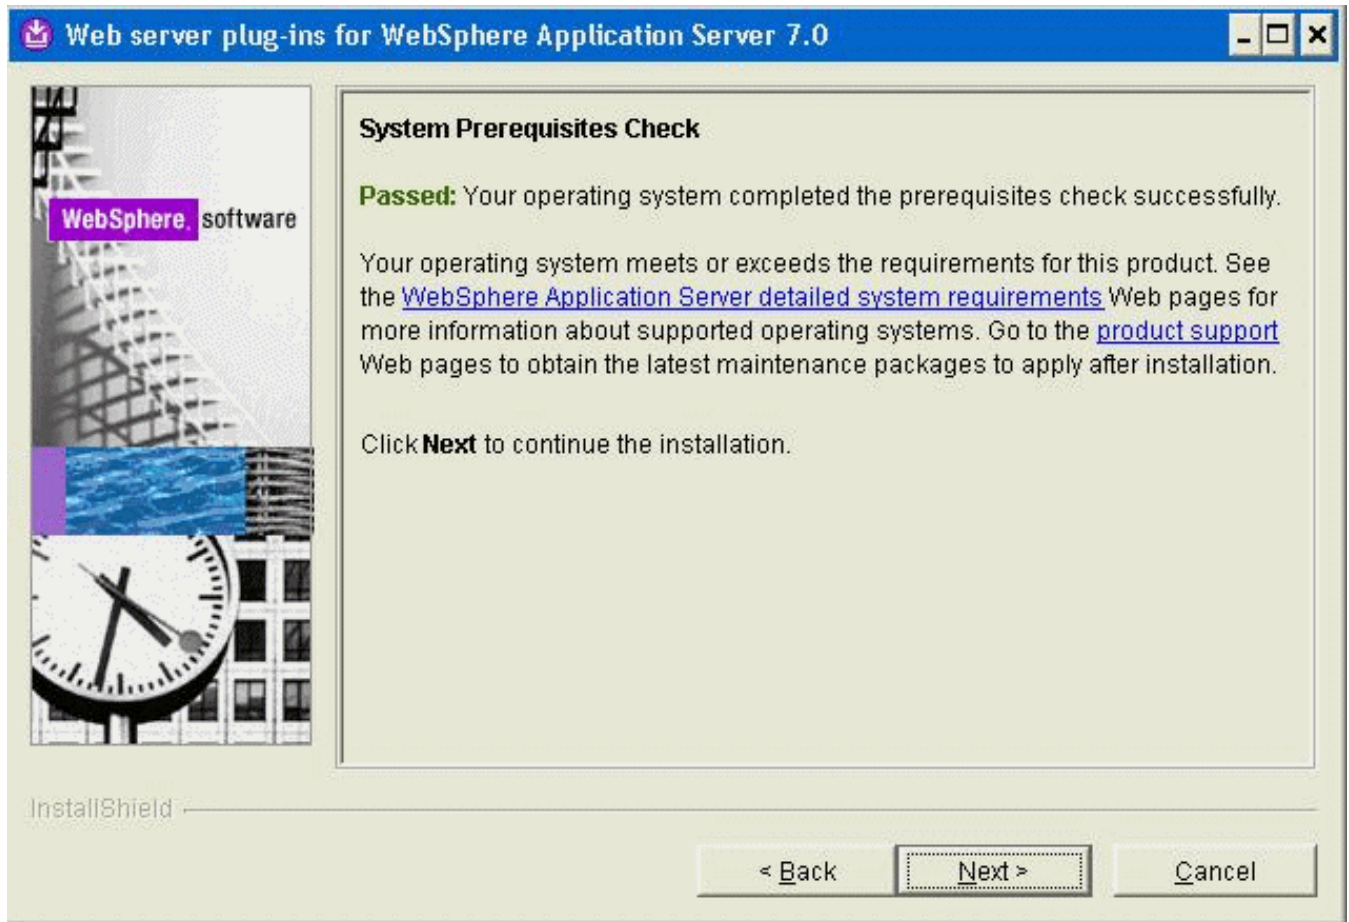 Web server plug-ins for WebSphere Application Server 7.0
WebSphere. software
System Prerequisites Check
Passed: Your operating system completed the prerequisites check successfully.
Your operating system meets or exceeds the requirements for this product. See
the WebSphere Application Server detailed system requirements Web pages for
more information about supported operating systems. Go to the product support
Web pages to obtain the latest maintenance packages to apply after installation.
Click Next to continue the installation.
InstallShield
< Back
Next >
Cancel